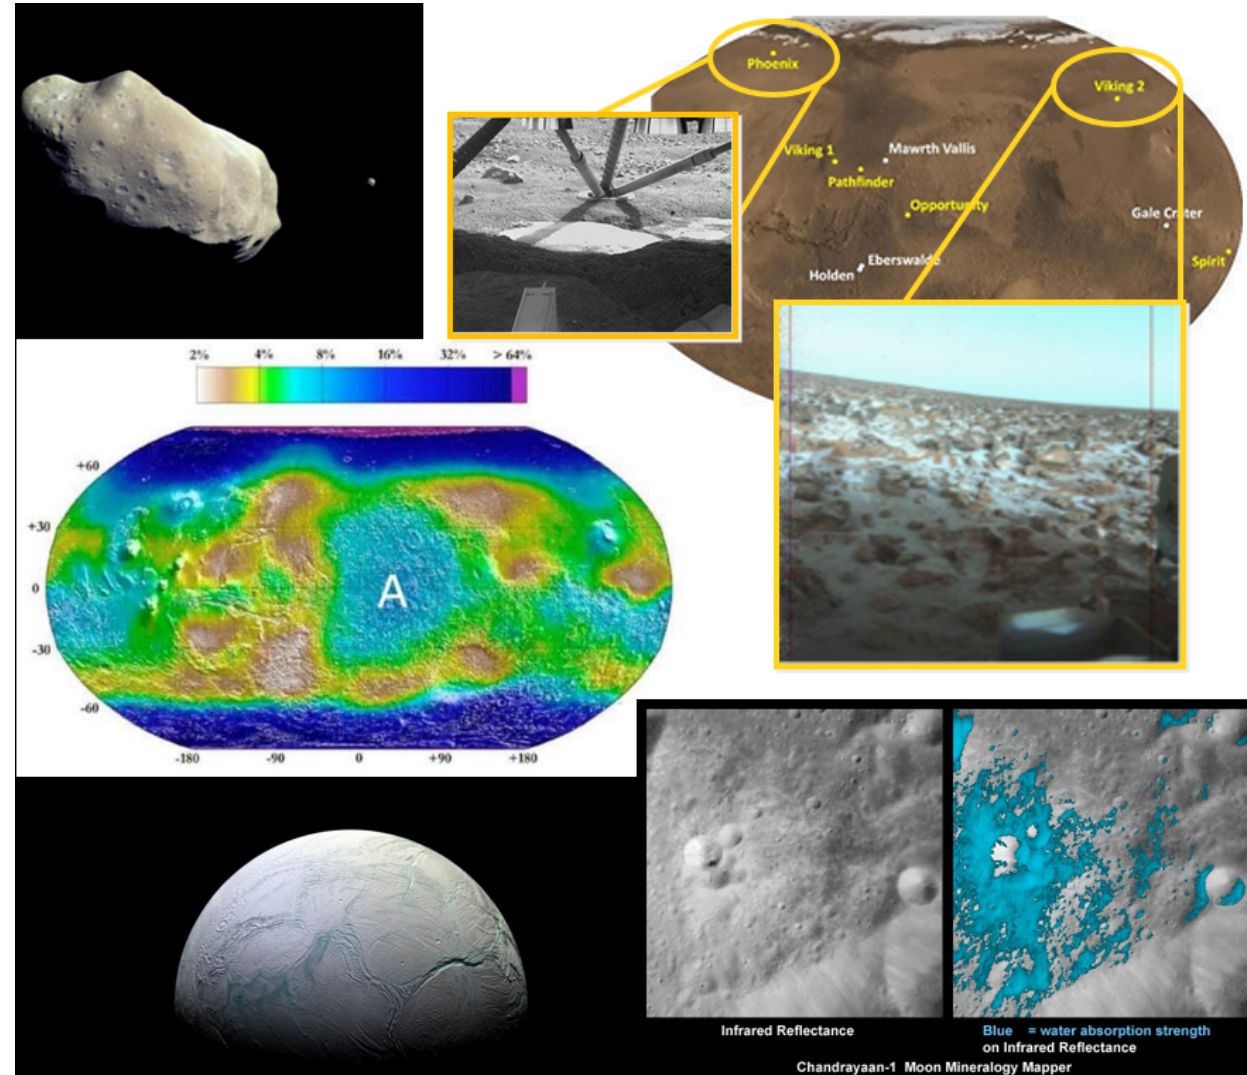 Phoenix
Viking 2
Viking 1
Mawrth Vallis
Pathfinder
Opportunity
Gale Crater
Eberswalde
Holden
Spirit
2% 4% 8% 16% 32% > 64%
+60
+30
0
-30
-60
A
-180 -90 0 +90 +180
Infrared Reflectance
Blue = water absorption strength
on Infrared Reflectance
Chandrayaan-1 Moon Mineralogy Mapper